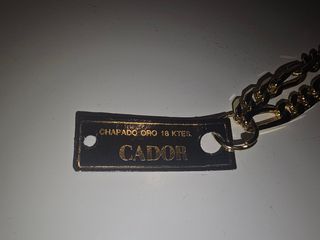 CHAPADO ORO 18 KTES.
CADOR